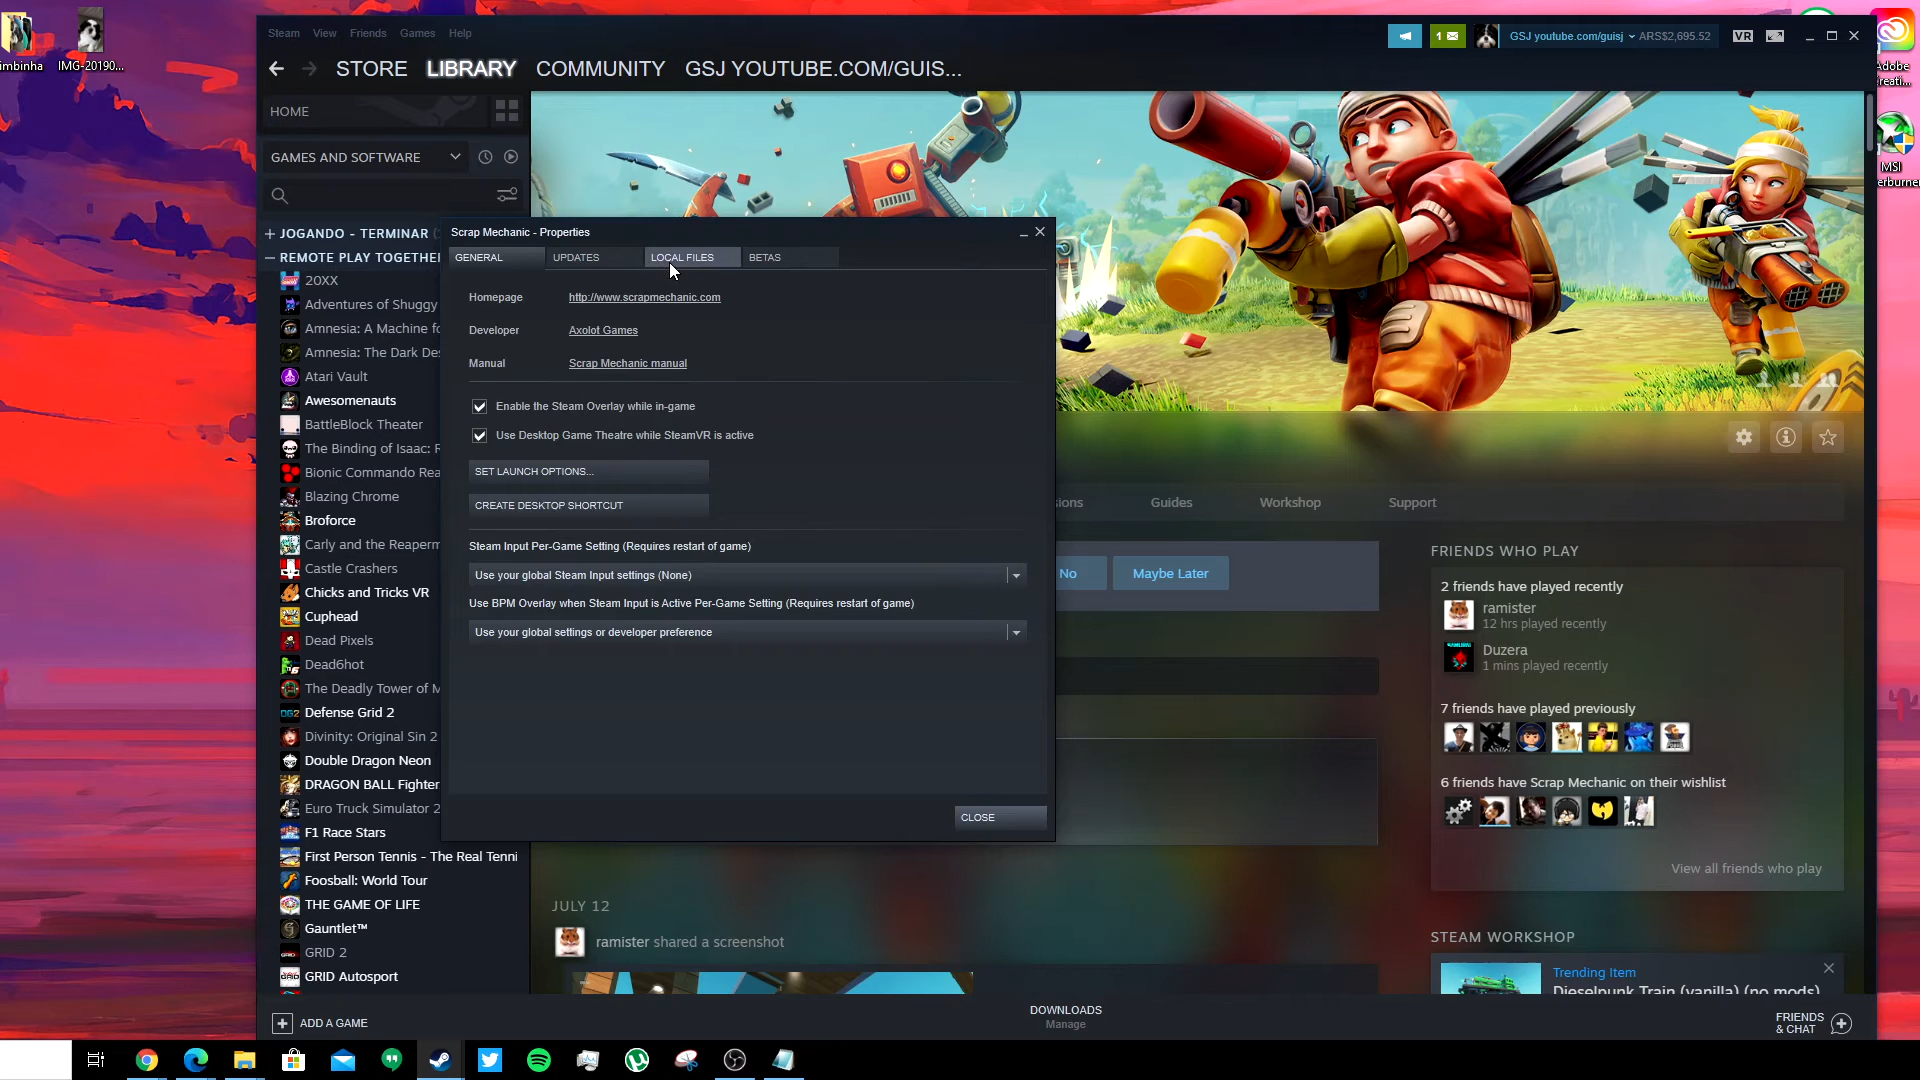 imbinha
IMG-20190...
Steam View Friends Games Help
1
GSJ youtube.com/guisj
ARS$2,695.52
VR
STORE LIBRARY COMMUNITY GSJ YOUTUBE.COM/GUIS...
Adobe
HOME
GAMES AND SOFTWARE
MSI
erburner
+ JOGANDO - TERMINAR
– REMOTE PLAY TOGETHER
20XX
Adventures of Shuggy
Amnesia: A Machine fo
Amnesia: The Dark Des
Atari Vault
Awesomenauts
BattleBlock Theater
The Binding of Isaac: R
Bionic Commando Rea
Blazing Chrome
Broforce
Carly and the Reaperm
Castle Crashers
Chicks and Tricks VR
Cuphead
Dead Pixels
Dead6hot
The Deadly Tower of M
Defense Grid 2
Divinity: Original Sin 2
Double Dragon Neon
DRAGON BALL Fighter
Euro Truck Simulator 2
F1 Race Stars
First Person Tennis - The Real Tenni
Foosball: World Tour
THE GAME OF LIFE
Gauntlet™
GRID 2
GRID Autosport
Scrap Mechanic - Properties
GENERAL UPDATES LOCAL FILES BETAS
Homepage http://www.scrapmechanic.com
Developer Axolot Games
Manual Scrap Mechanic manual
Enable the Steam Overlay while in-game
Use Desktop Game Theatre while SteamVR is active
SET LAUNCH OPTIONS...
CREATE DESKTOP SHORTCUT
Steam Input Per-Game Setting (Requires restart of game)
Use your global Steam Input settings (None)
Use BPM Overlay when Steam Input is Active Per-Game Setting (Requires restart of game)
Use your global settings or developer preference
CLOSE
sions Guides Workshop Support
No Maybe Later
FRIENDS WHO PLAY
2 friends have played recently
ramister
12 hrs played recently
Duzera
1 mins played recently
7 friends have played previously
6 friends have Scrap Mechanic on their wishlist
View all friends who play
JULY 12
ramister shared a screenshot
STEAM WORKSHOP
Trending Item
Dieselpunk Train (vanilla) (no mods)
ADD A GAME
DOWNLOADS
Manage
FRIENDS
& CHAT